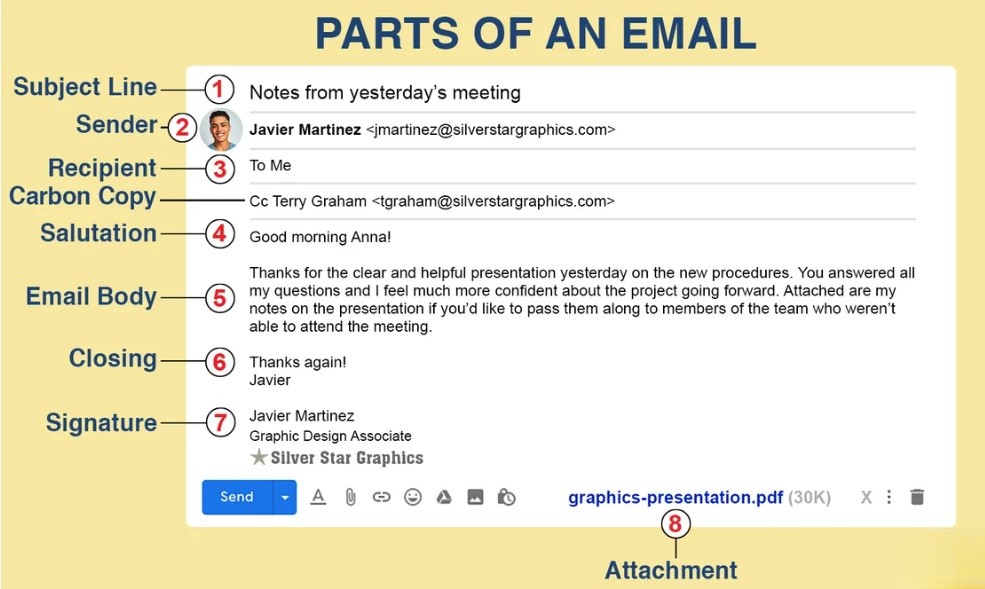 PARTS OF AN EMAIL
Subject Line 1 Notes from yesterday’s meeting
Sender 2 Javier Martinez <jmartinez@silverstargraphics.com>
Recipient 3 To Me
Carbon Copy Cc Terry Graham <tgraham@silverstargraphics.com>
Salutation 4 Good morning Anna!
Thanks for the clear and helpful presentation yesterday on the new procedures. You answered all
Email Body 5 my questions and I feel much more confident about the project going forward. Attached are my
notes on the presentation if you’d like to pass them along to members of the team who weren’t
able to attend the meeting.
Closing 6 Thanks again!
Javier
Signature 7 Javier Martinez
Graphic Design Associate
Silver Star Graphics
Send A graphics-presentation.pdf (30K) X
8
Attachment